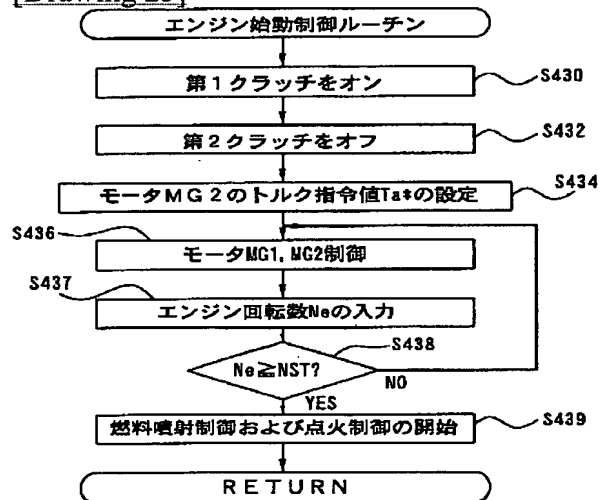 エンジン始動制御ルーチン
第1クラッチをオン
S430
第2クラッチをオフ
S432
モータMG2のトルク指令値Ta*の設定
S434
S436
モータMG1,MG2制御
S437
エンジン回転数Neの入力
S438
Ne≧NST?
NO
YES
燃料噴射制御および点火制御の開始
S439
RETURN